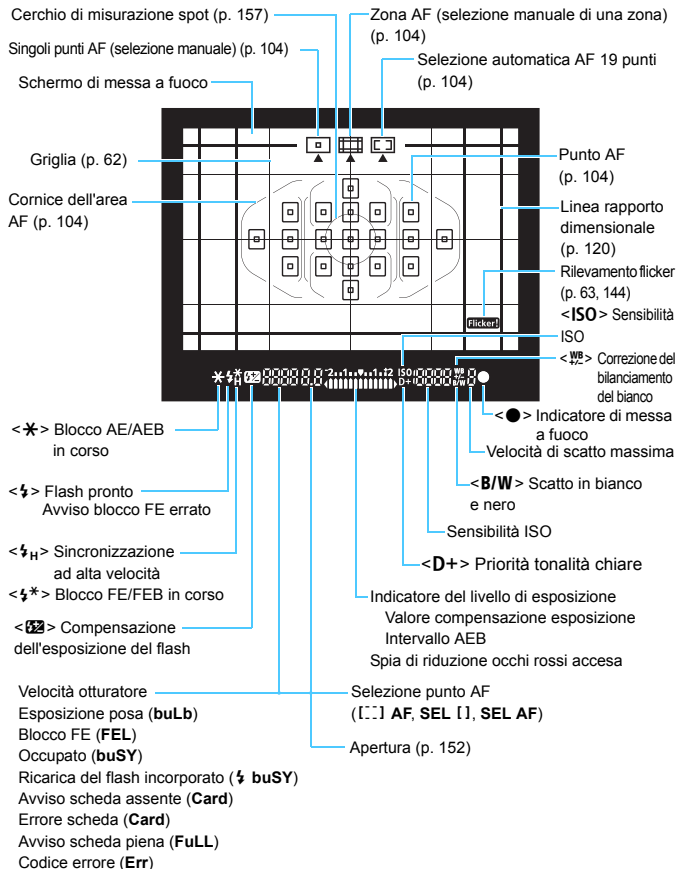 Cerchio di misurazione spot (p. 157)
Zona AF (selezione manuale di una zona)
(p. 104)
Singoli punti AF (selezione manuale) (p. 104)
Selezione automatica AF 19 punti
(p. 104)
Schermo di messa a fuoco
Griglia (p. 62)
Punto AF
(p. 104)
Cornice dell'area
AF (p. 104)
Linea rapporto
dimensionale
(p. 120)
Rilevamento flicker
(p. 63, 144)
Flicker!
<ISO> Sensibilità
ISO
<WB +/-> Correzione del
bilanciamento
del bianco
-2..1..▼..1..+2 ISO D+ WB +/- B/W
<●> Indicatore di messa
a fuoco
Velocità di scatto massima
<B/W> Scatto in bianco
e nero
Sensibilità ISO
<D+> Priorità tonalità chiare
<✱> Blocco AE/AEB
in corso
<⚡> Flash pronto
Avviso blocco FE errato
<⚡H> Sincronizzazione
ad alta velocità
<⚡*> Blocco FE/FEB in corso
<⚡±> Compensazione
dell'esposizione del flash
Indicatore del livello di esposizione
Valore compensazione esposizione
Intervallo AEB
Spia di riduzione occhi rossi accesa
Velocità otturatore
Esposizione posa (buLb)
Blocco FE (FEL)
Occupato (buSY)
Ricarica del flash incorporato (⚡ buSY)
Avviso scheda assente (Card)
Errore scheda (Card)
Avviso scheda piena (FuLL)
Codice errore (Err)
Selezione punto AF
([ ] AF, SEL [ ], SEL AF)
Apertura (p. 152)